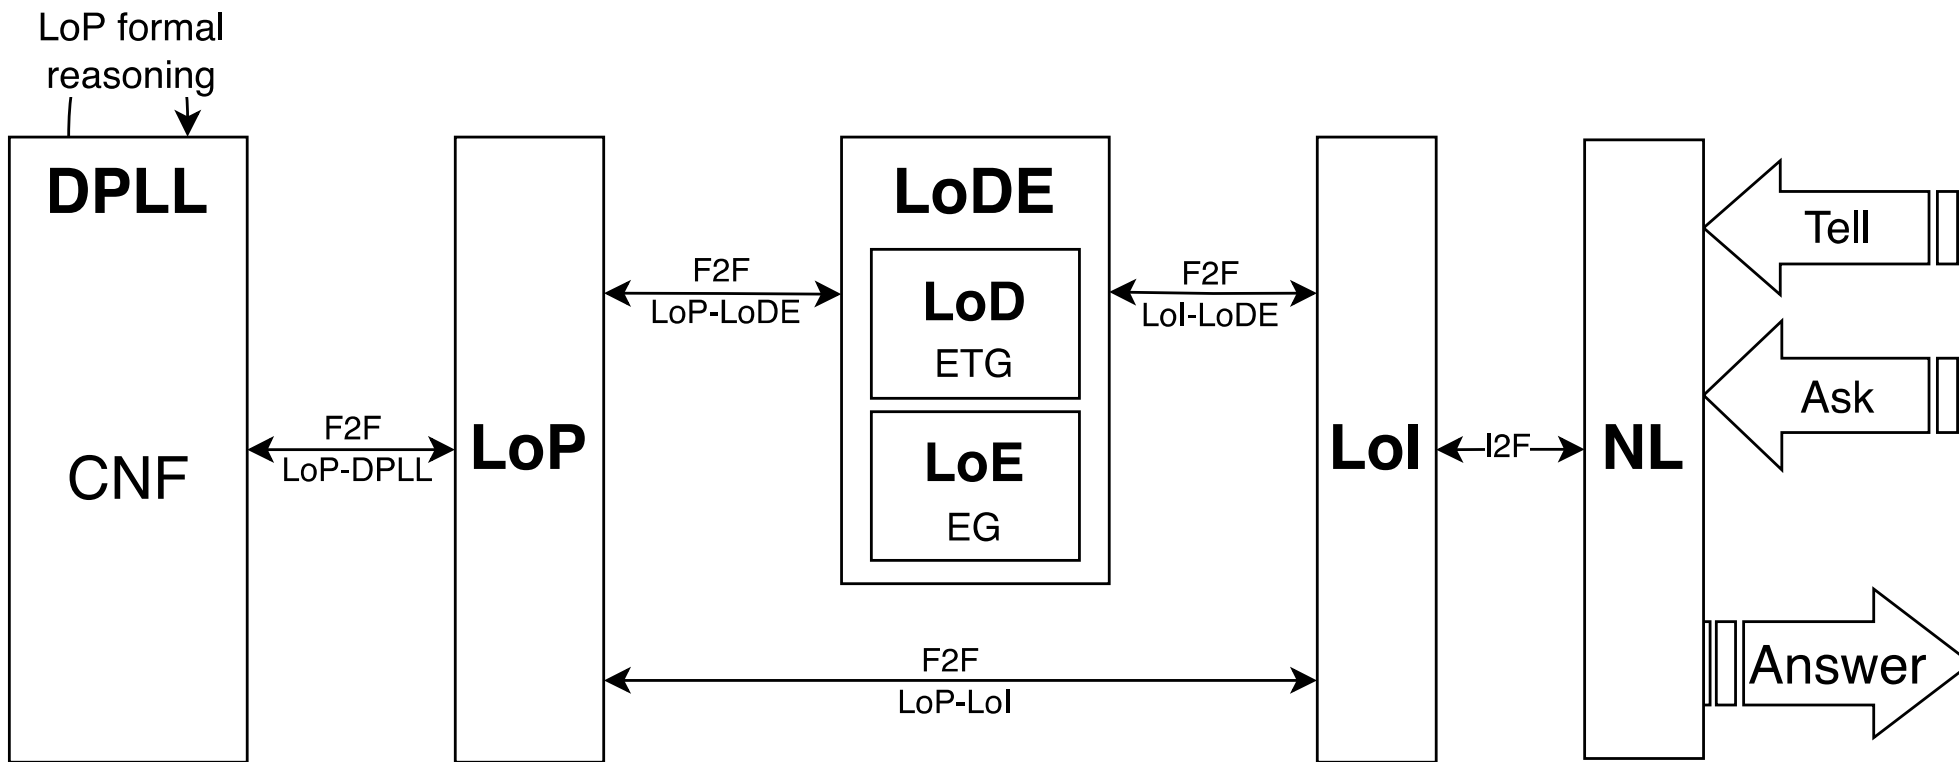 LoP formal
reasoning
DPLL
CNF
F2F
LoP-DPLL
LoP
F2F
LoP-LoDE
LoDE
LoD
ETG
LoE
EG
F2F
LoI-LoDE
F2F
LoP-LoI
LoI
I2F
NL
Tell
Ask
Answer